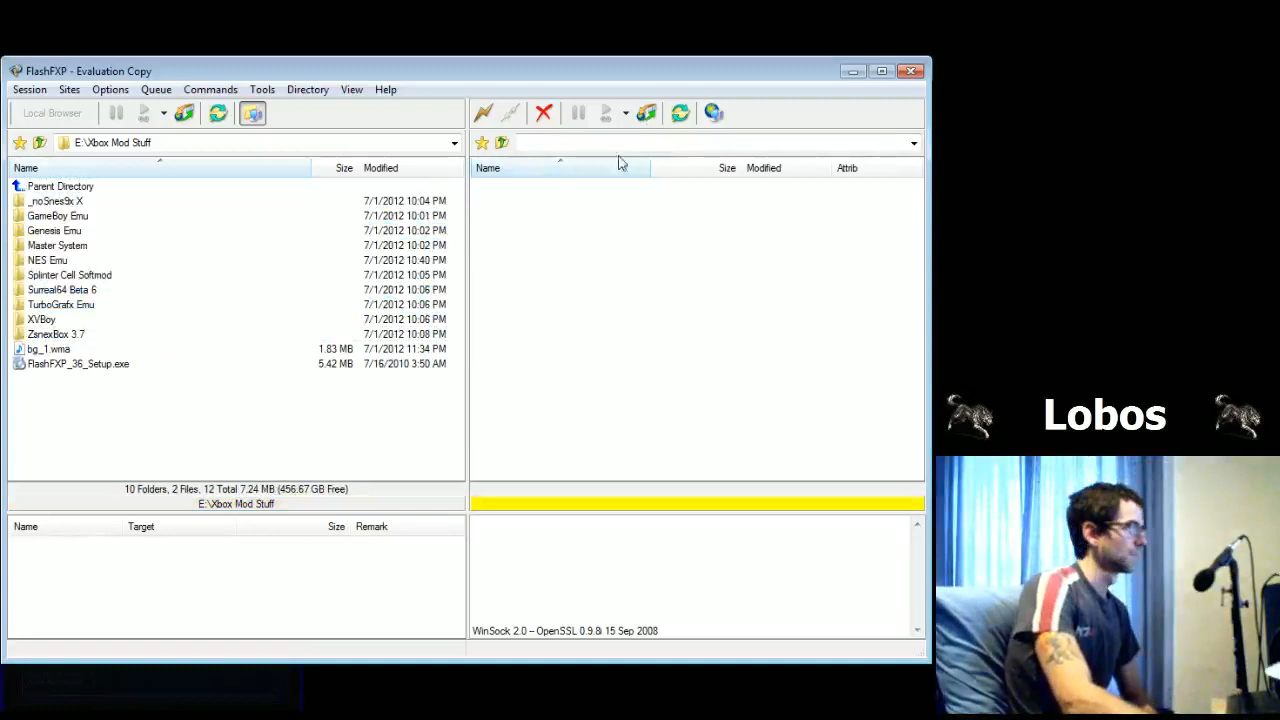 FlashFXP - Evaluation Copy
Session Sites Options Queue Commands Tools Directory View Help
Local Browser
E:\Xbox Mod Stuff
Name Size Modified
Name Size Modified Attrib
Parent Directory
_noSnes9x X 7/1/2012 10:04 PM
GameBoy Emu 7/1/2012 10:01 PM
Genesis Emu 7/1/2012 10:02 PM
Master System 7/1/2012 10:02 PM
NES Emu 7/1/2012 10:40 PM
Splinter Cell Softmod 7/1/2012 10:05 PM
Surreal64 Beta 6 7/1/2012 10:06 PM
TurboGrafx Emu 7/1/2012 10:06 PM
XVBoy 7/1/2012 10:06 PM
ZsnexBox 3.7 7/1/2012 10:08 PM
bg_1.wma 1.83 MB 7/1/2012 11:34 PM
FlashFXP_36_Setup.exe 5.42 MB 7/16/2010 3:50 AM
10 Folders, 2 Files, 12 Total 7.24 MB (456.67 GB Free)
E:\Xbox Mod Stuff
Name Target Size Remark
WinSock 2.0 -- OpenSSL 0.9.8i 15 Sep 2008
Lobos